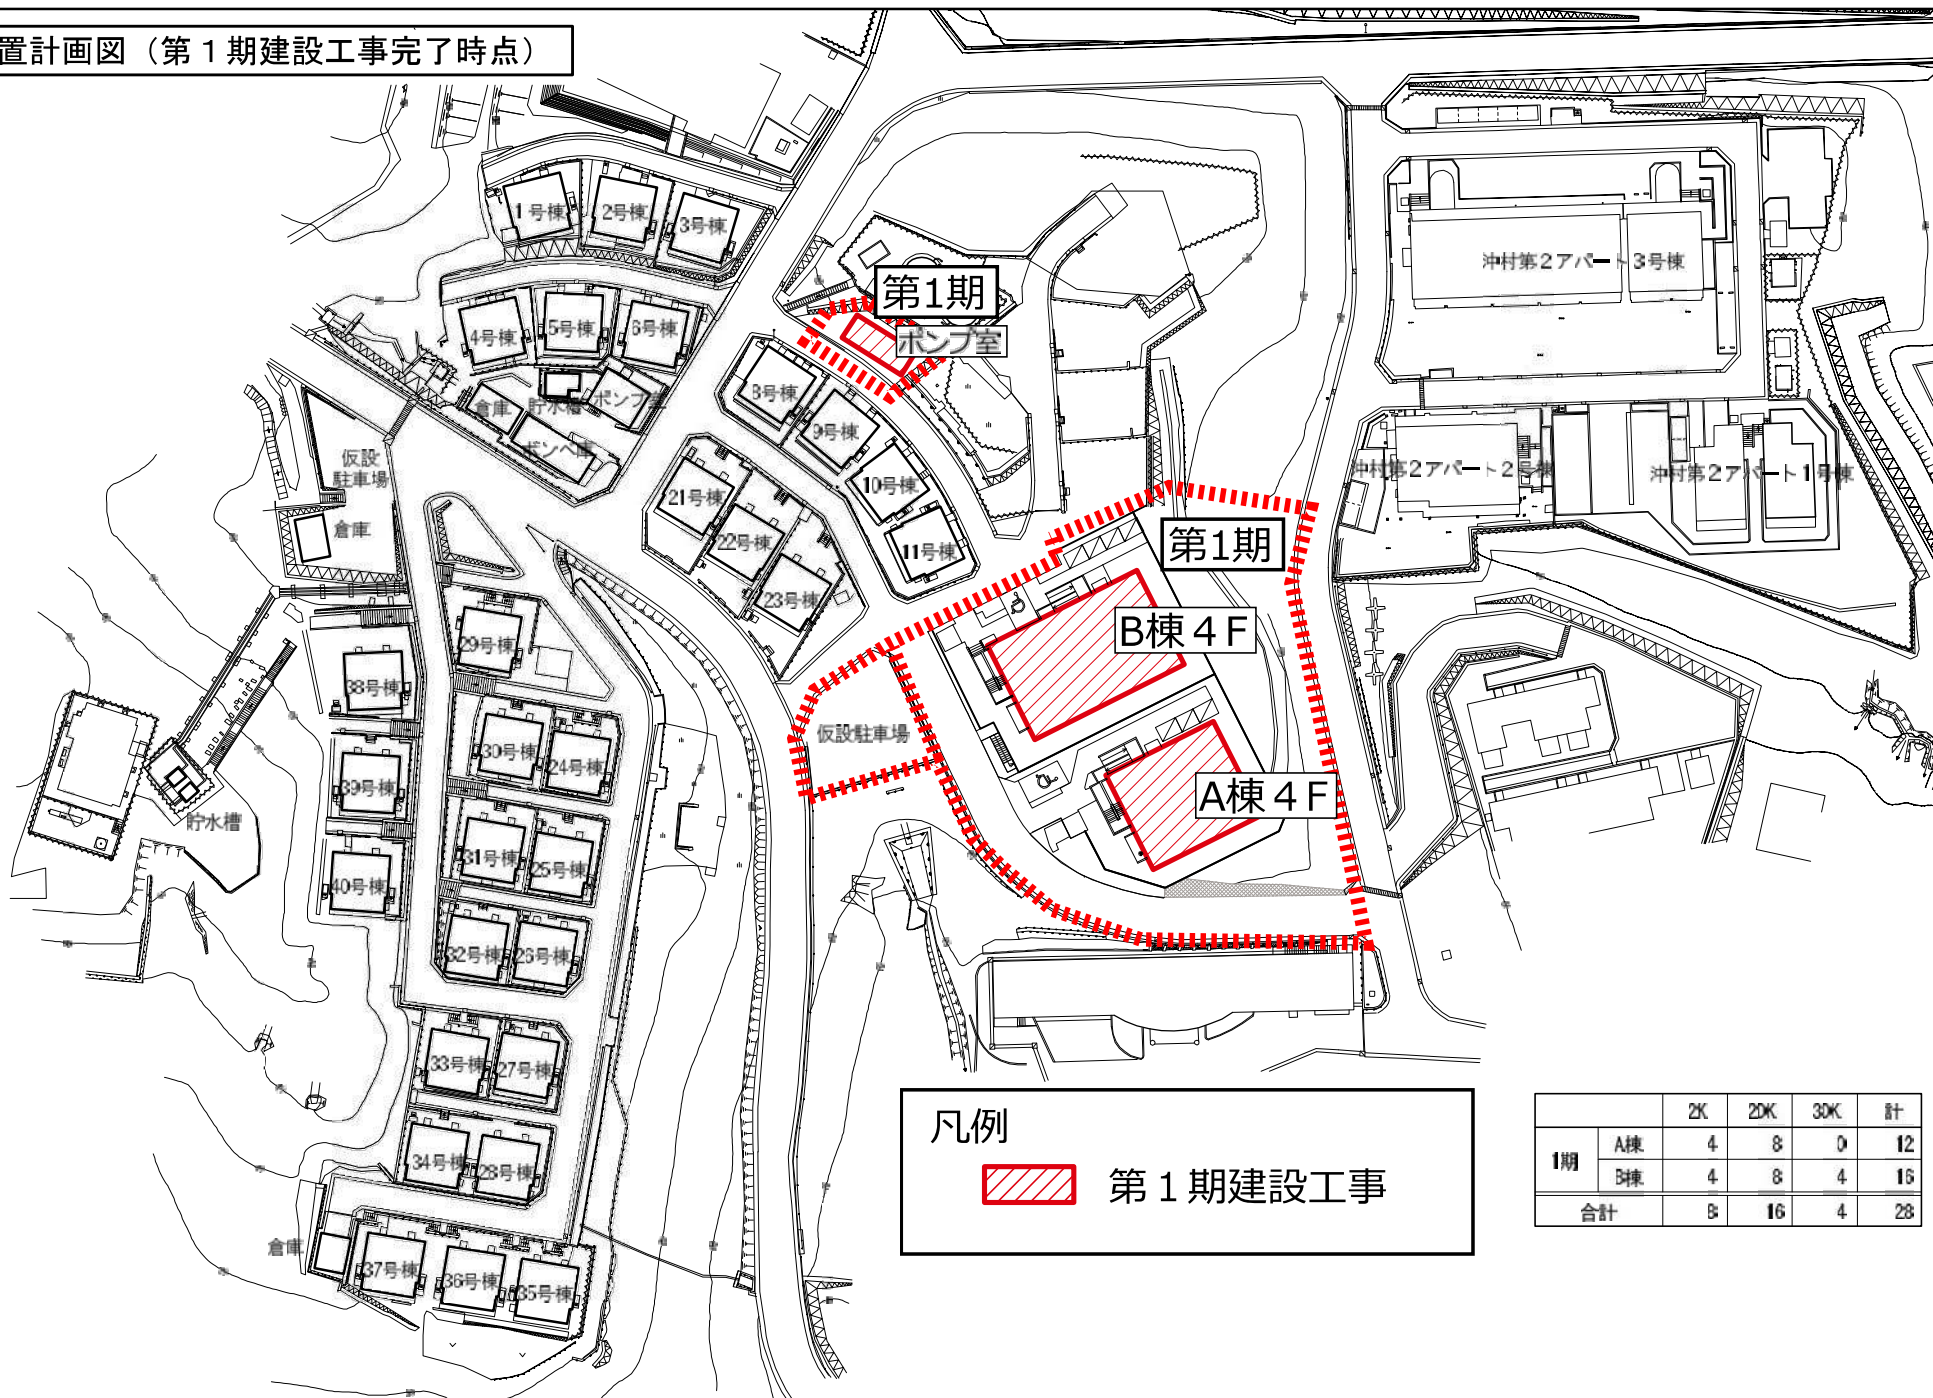 置計画図（第１期建設工事完了時点）
1号棟
2号棟
3号棟
4号棟
5号棟
6号棟
倉庫
貯水槽
ポンプ室
ボンベ庫
仮設
駐車場
倉庫
第1期
ポンプ室
8号棟
9号棟
10号棟
11号棟
21号棟
22号棟
23号棟
沖村第２アパート３号棟
沖村第２アパート２号棟
沖村第２アパート１号棟
第1期
B棟４F
A棟４F
仮設駐車場
29号棟
38号棟
30号棟
24号棟
39号棟
貯水槽
31号棟
25号棟
40号棟
32号棟
26号棟
33号棟
27号棟
34号棟
28号棟
倉庫
37号棟
36号棟
35号棟
凡例
第１期建設工事
2K 2DK 3DK 計
1期 A棟 4 8 0 12
B棟 4 8 4 16
合計 8 16 4 28